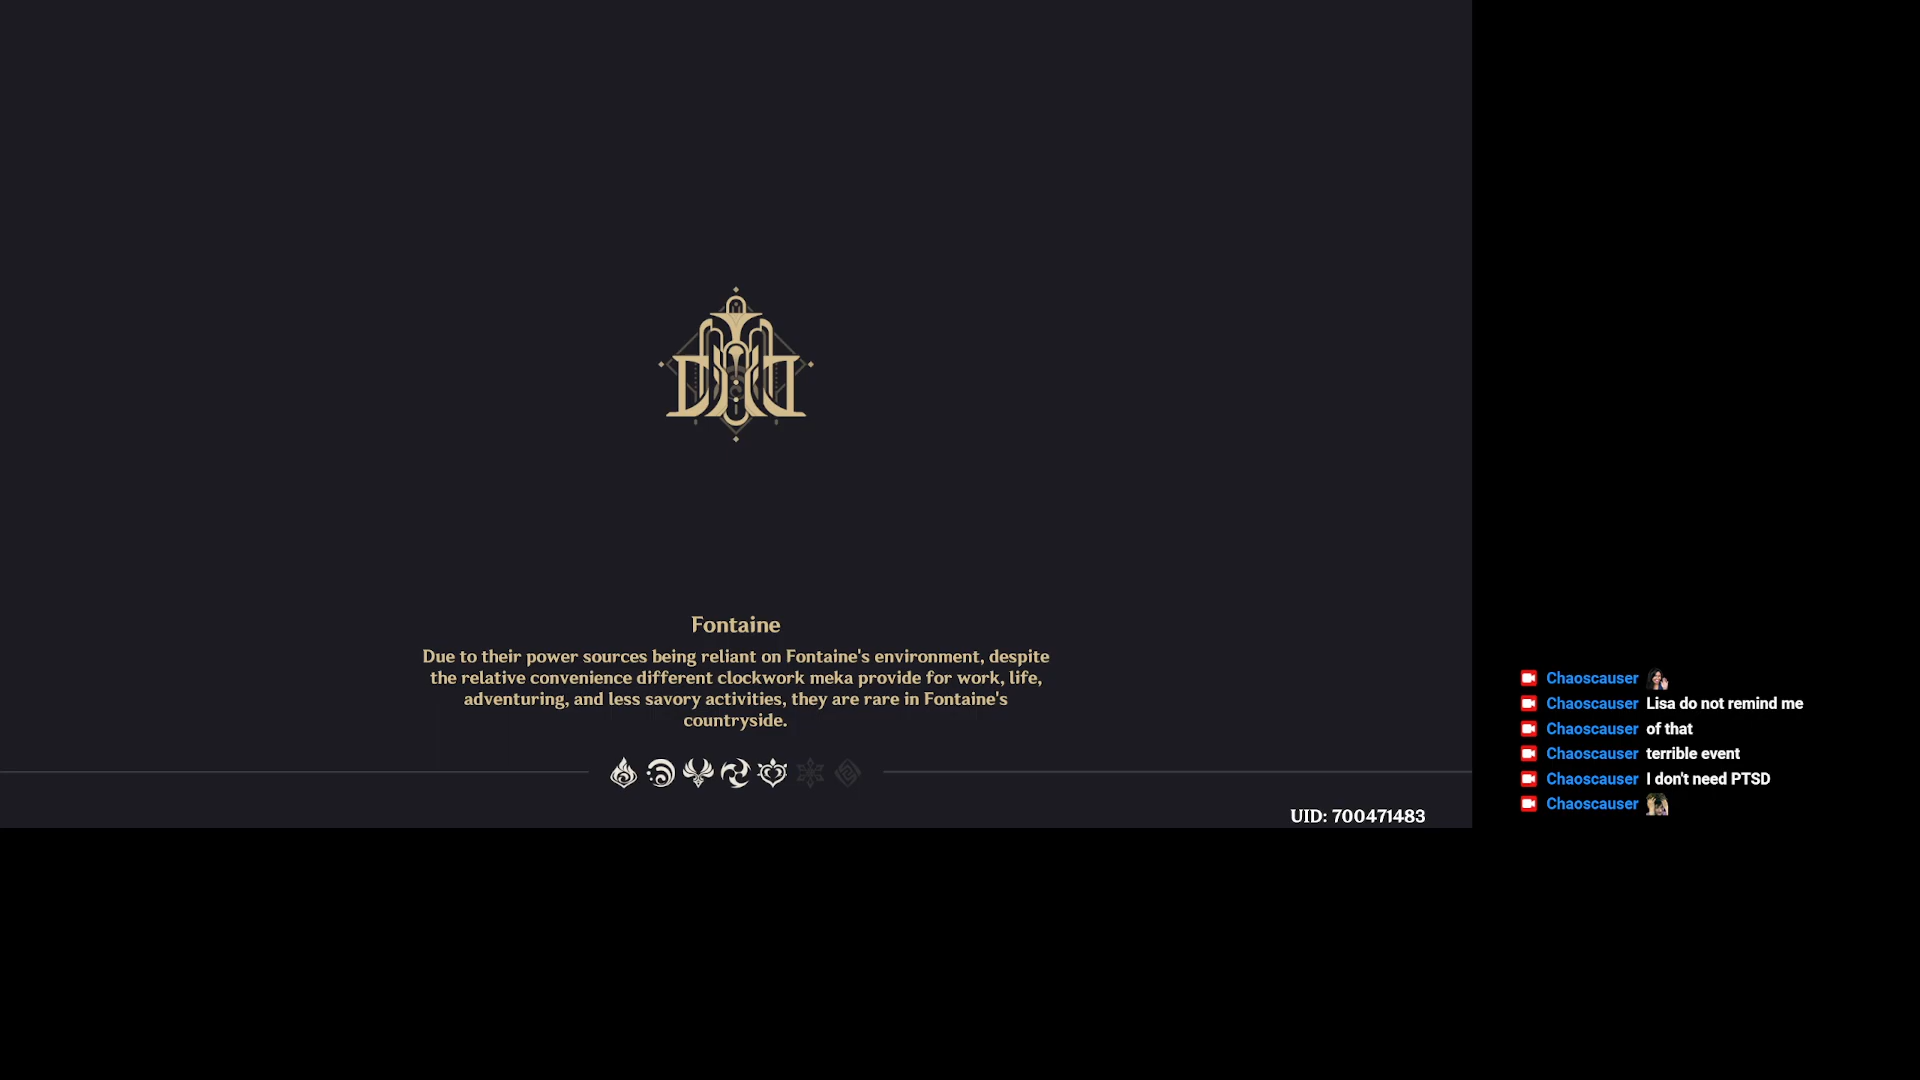 Fontaine
Due to their power sources being reliant on Fontaine's environment, despite
the relative convenience different clockwork meka provide for work, life,
adventuring, and less savory activities, they are rare in Fontaine's
countryside.
UID: 700471483
Chaoscauser
Chaoscauser Lisa do not remind me
Chaoscauser of that
Chaoscauser terrible event
Chaoscauser I don't need PTSD
Chaoscauser